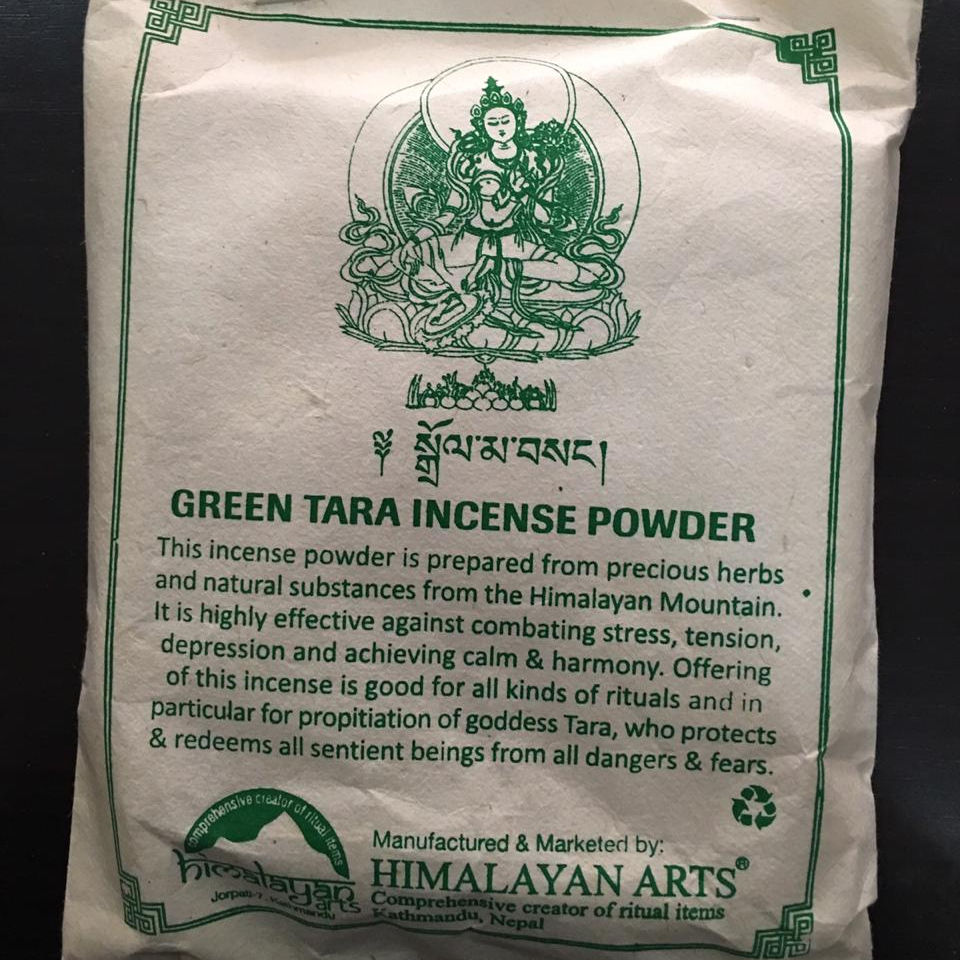 སྒྲོལ་མ་བསང།
GREEN TARA INCENSE POWDER
This incense powder is prepared from precious herbs
and natural substances from the Himalayan Mountain.
It is highly effective against combating stress, tension,
depression and achieving calm & harmony. Offering
of this incense is good for all kinds of rituals and in
particular for propitiation of goddess Tara, who protects
& redeems all sentient beings from all dangers & fears.
comprehensive creator of ritual items
himalayan
arts
Jorpati-7, Kathmandu
Manufactured & Marketed by:
HIMALAYAN ARTS®
Comprehensive creator of ritual items
Kathmandu, Nepal